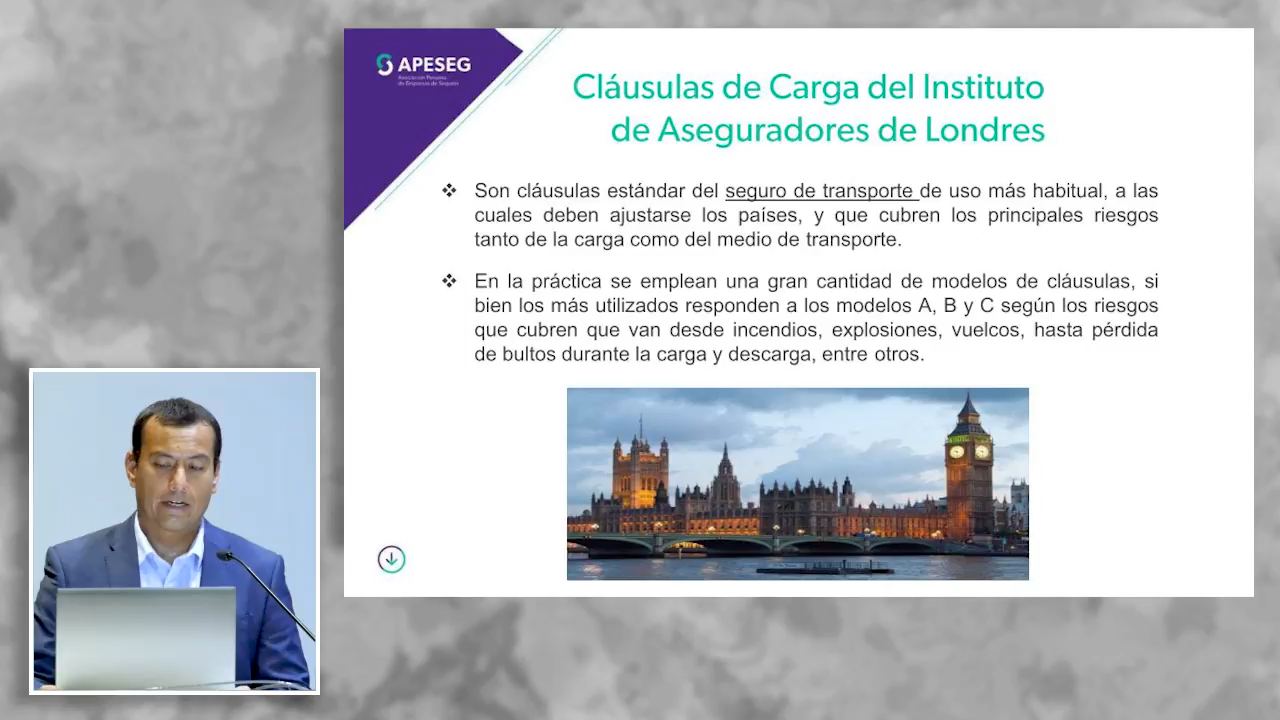 APESEG
Asociación Peruana
de Empresas de Seguros
Cláusulas de Carga del Instituto
de Aseguradores de Londres
❖ Son cláusulas estándar del seguro de transporte de uso más habitual, a las
cuales deben ajustarse los países, y que cubren los principales riesgos
tanto de la carga como del medio de transporte.
❖ En la práctica se emplean una gran cantidad de modelos de cláusulas, si
bien los más utilizados responden a los modelos A, B y C según los riesgos
que cubren que van desde incendios, explosiones, vuelcos, hasta pérdida
de bultos durante la carga y descarga, entre otros.